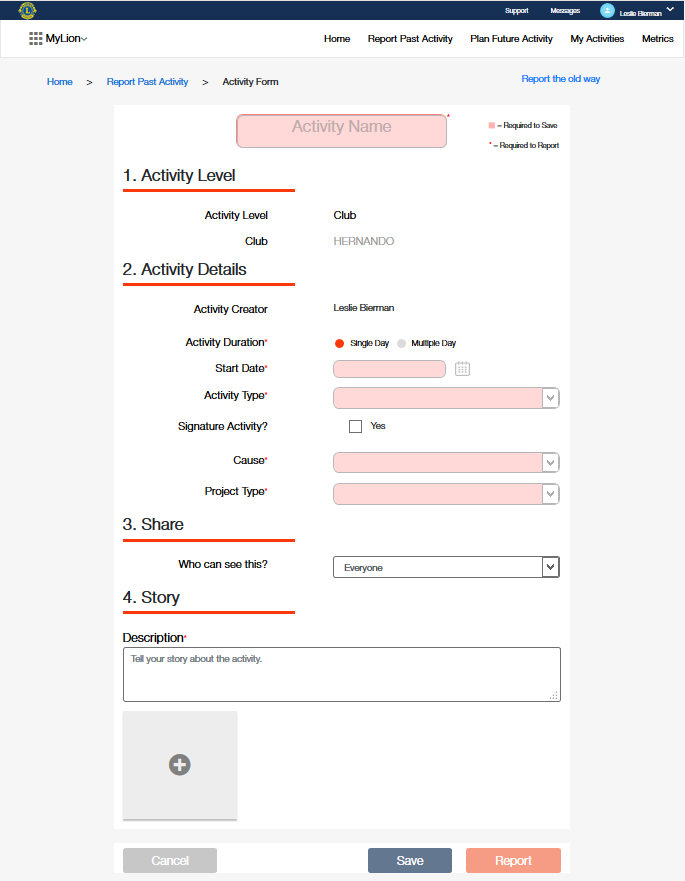 Support Messages Leslie Bierman
MyLion Home Report Past Activity Plan Future Activity My Activities Metrics
Home > Report Past Activity > Activity Form Report the old way
Activity Name *
= Required to Save
* = Required to Report
1. Activity Level
Activity Level Club
Club HERNANDO
2. Activity Details
Activity Creator Leslie Bierman
Activity Duration* Single Day Multiple Day
Start Date*
Activity Type*
Signature Activity? Yes
Cause*
Project Type*
3. Share
Who can see this? Everyone
4. Story
Description*
Tell your story about the activity.
Cancel Save Report